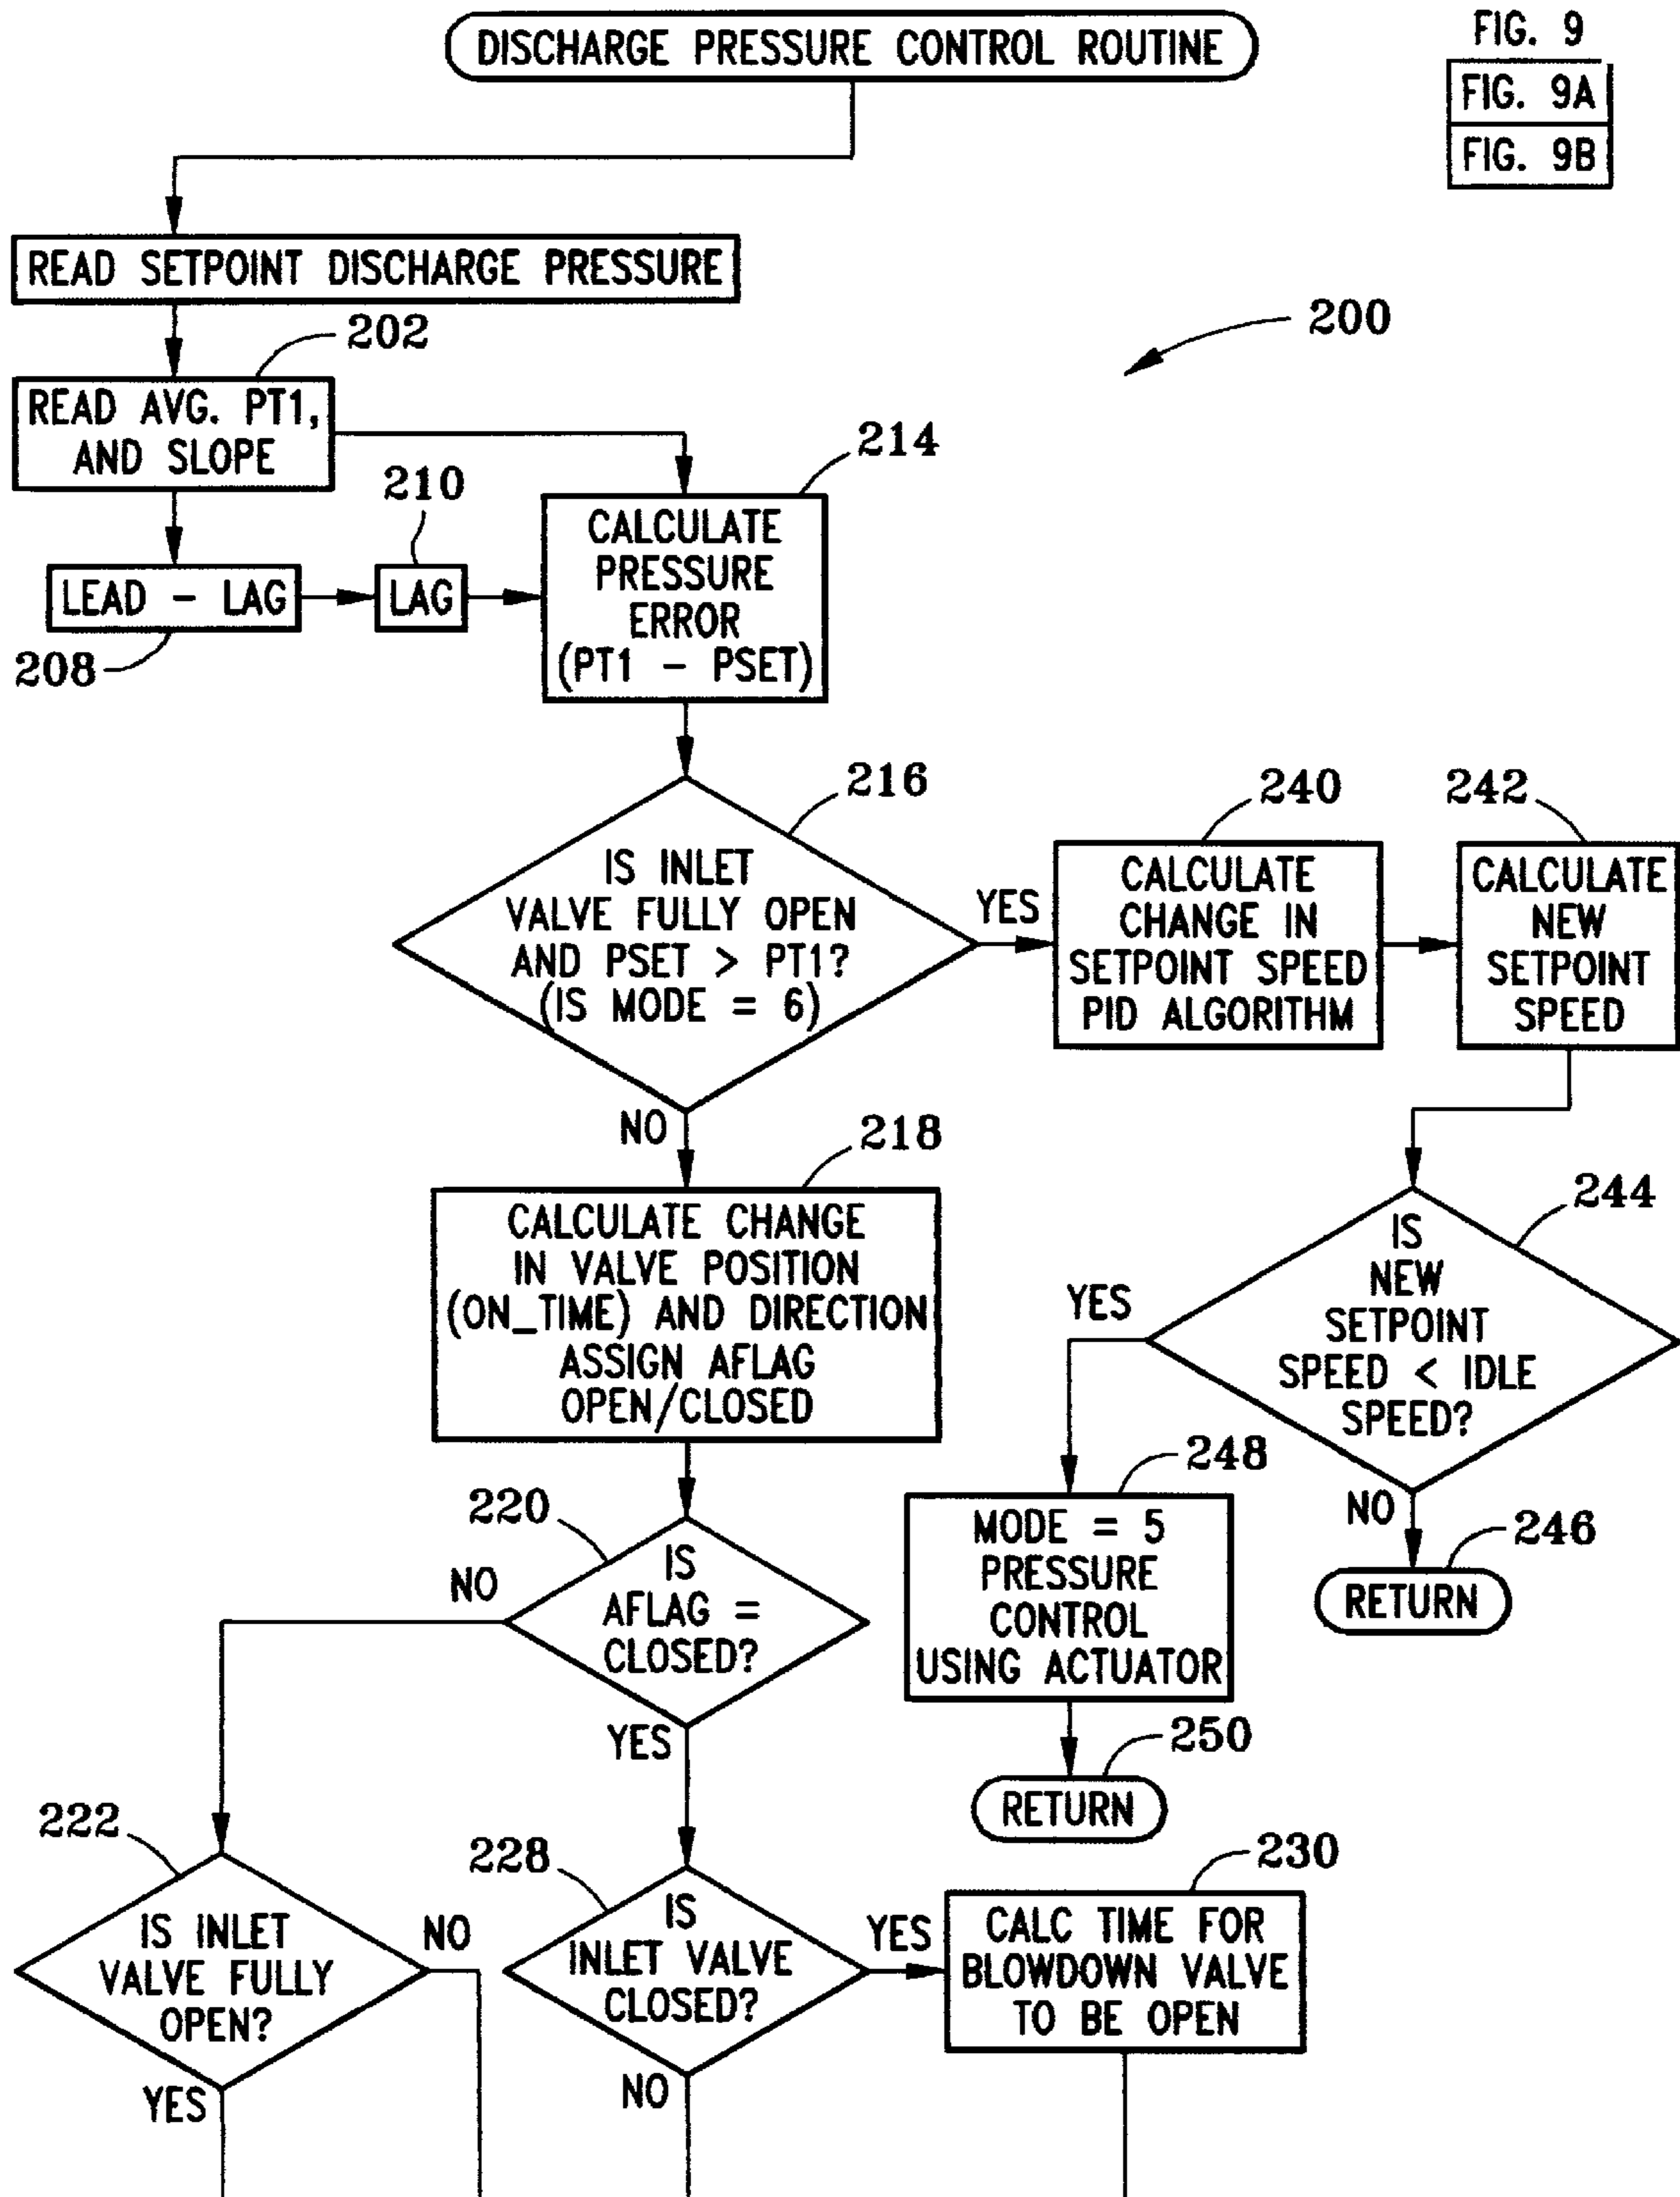 DISCHARGE PRESSURE CONTROL ROUTINE
FIG. 9
FIG. 9A
FIG. 9B
READ SETPOINT DISCHARGE PRESSURE
200
202
READ AVG. PT1,
AND SLOPE
214
210
CALCULATE
PRESSURE
ERROR
(PT1 - PSET)
LEAD - LAG
LAG
208
216
IS INLET
VALVE FULLY OPEN
AND PSET > PT1?
(IS MODE = 6)
YES
240
CALCULATE
CHANGE IN
SETPOINT SPEED
PID ALGORITHM
242
CALCULATE
NEW
SETPOINT
SPEED
NO
218
CALCULATE CHANGE
IN VALVE POSITION
(ON_TIME) AND DIRECTION
ASSIGN AFLAG
OPEN/CLOSED
244
IS
NEW
SETPOINT
SPEED < IDLE
SPEED?
YES
NO
246
RETURN
248
MODE = 5
PRESSURE
CONTROL
USING ACTUATOR
250
RETURN
220
IS
AFLAG =
CLOSED?
NO
YES
222
IS INLET
VALVE FULLY
OPEN?
NO
YES
228
IS
INLET VALVE
CLOSED?
YES
NO
230
CALC TIME FOR
BLOWDOWN VALVE
TO BE OPEN